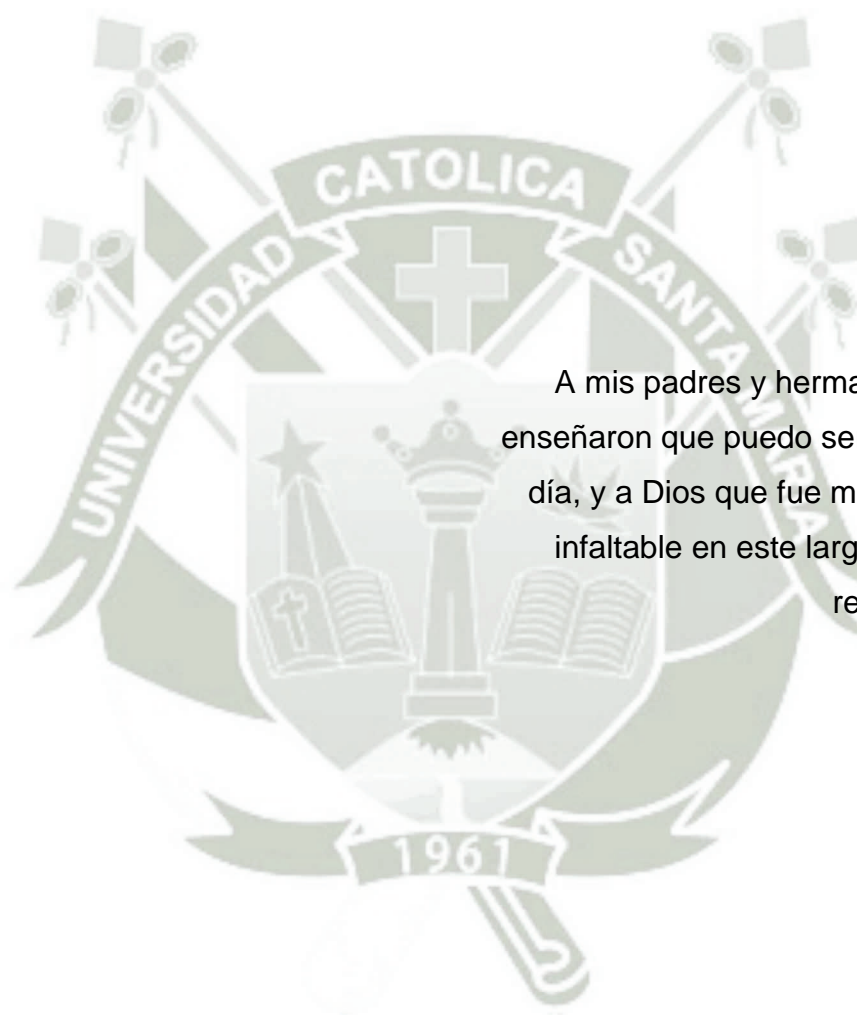 UNIVERSIDAD CATOLICA SANTA MARIA
A mis padres y herma
enseñaron que puedo se
día, y a Dios que fue m
infaltable en este larg
re
1961